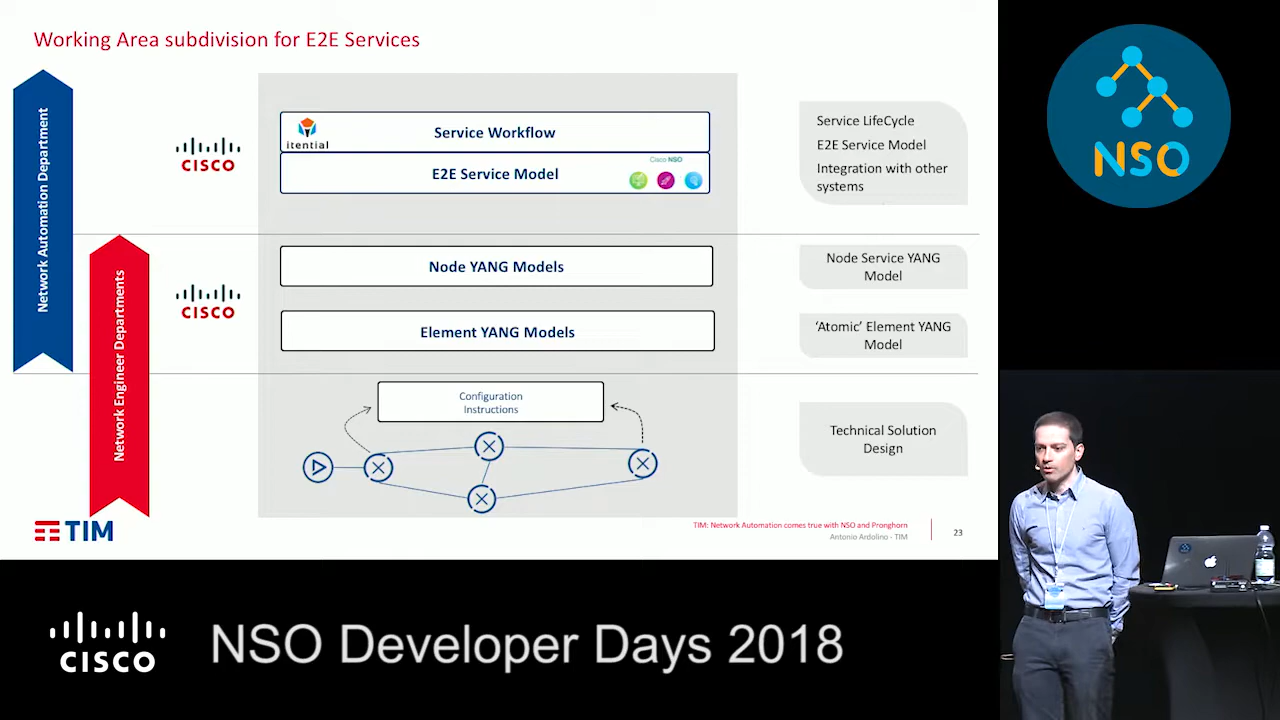 Working Area subdivision for E2E Services
Network Automation Department
Network Engineer Departments
CISCO
itential
Service Workflow
Cisco NSO
E2E Service Model
Service LifeCycle
E2E Service Model
Integration with other
systems
CISCO
Node YANG Models
Node Service YANG
Model
Element YANG Models
‘Atomic’ Element YANG
Model
Configuration
Instructions
Technical Solution
Design
TIM
TIM: Network Automation comes true with NSO and Pronghorn
Antonio Ardolino - TIM
23
NSO
CISCO
NSO Developer Days 2018